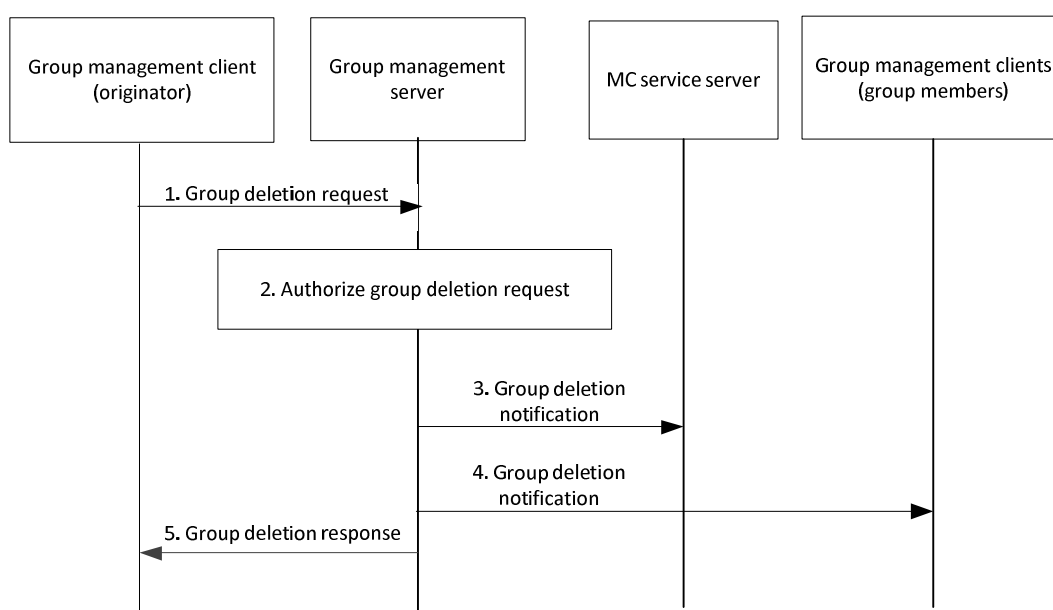 Group management client
(originator)
Group management
server
MC service server
Group management clients
(group members)
1. Group deletion request
2. Authorize group deletion request
3. Group deletion
notification
4. Group deletion
notification
5. Group deletion response